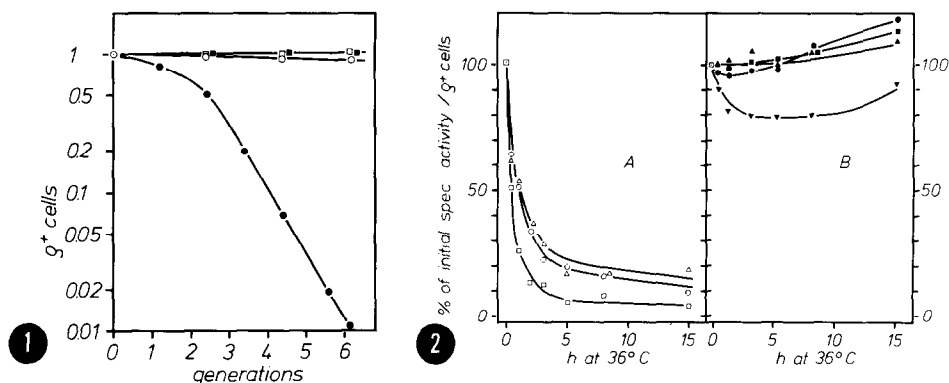 1
0.5
0.2
0.1
0.05
0.02
0.01
ϱ⁺ cells
0 1 2 3 4 5 6
generations
1
% of initial spec activity / ϱ⁺ cells
100
50
0
A
0 5 10 15
h at 36° C
B
100
50
0
0 5 10 15
h at 36° C
2